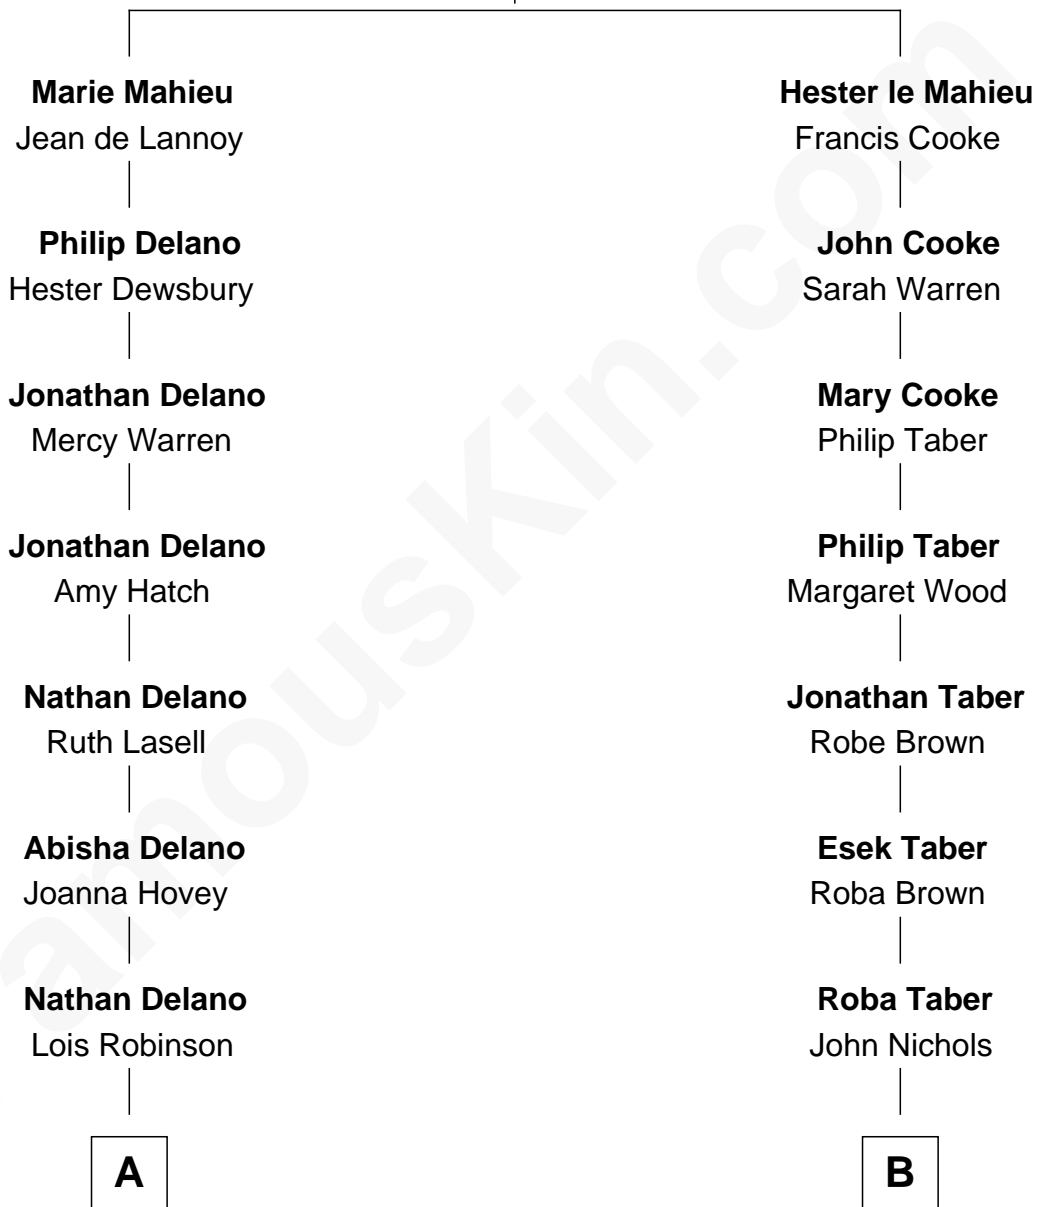 Marie Mahieu
Jean de Lannoy
Philip Delano
Hester Dewsbury
Jonathan Delano
Mercy Warren
Jonathan Delano
Amy Hatch
Nathan Delano
Ruth Lasell
Abisha Delano
Joanna Hovey
Nathan Delano
Lois Robinson
A
Hester le Mahieu
Francis Cooke
John Cooke
Sarah Warren
Mary Cooke
Philip Taber
Philip Taber
Margaret Wood
Jonathan Taber
Robe Brown
Esek Taber
Roba Brown
Roba Taber
John Nichols
B
amouskin.com